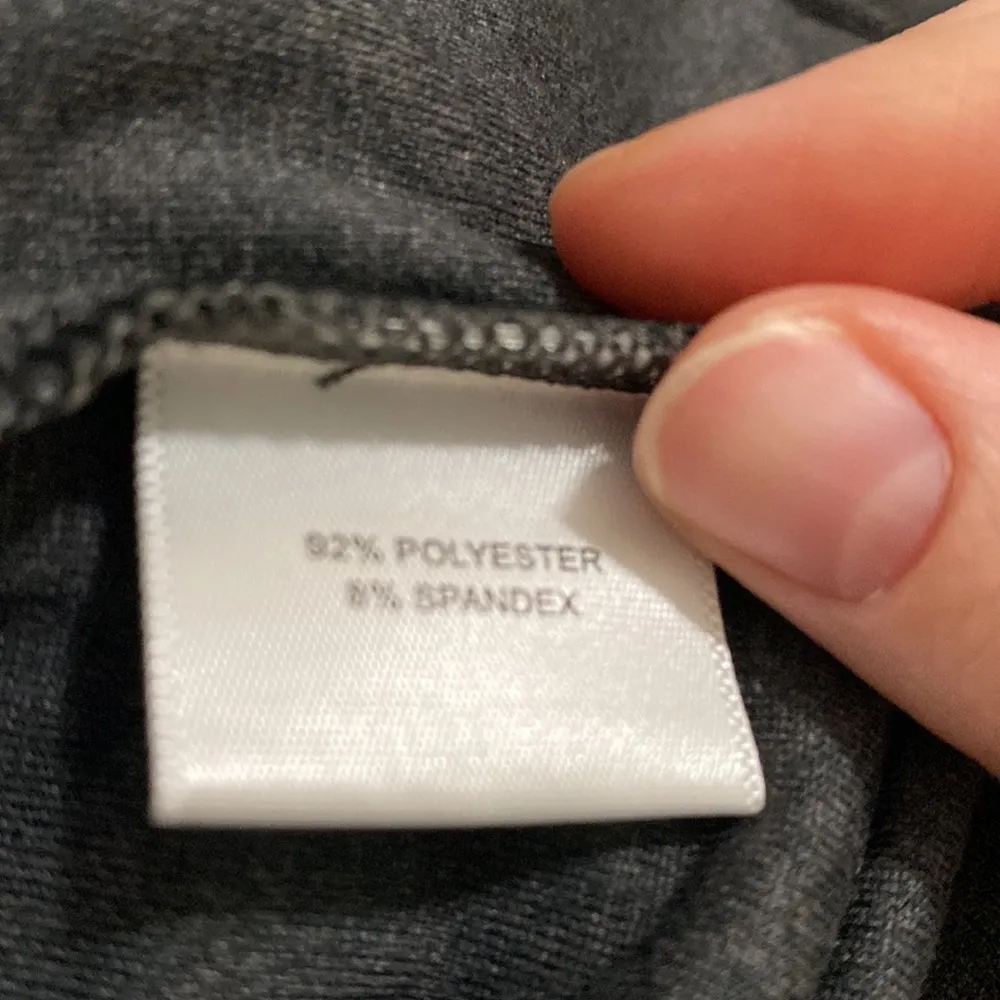 92% POLYESTER
8% SPANDEX